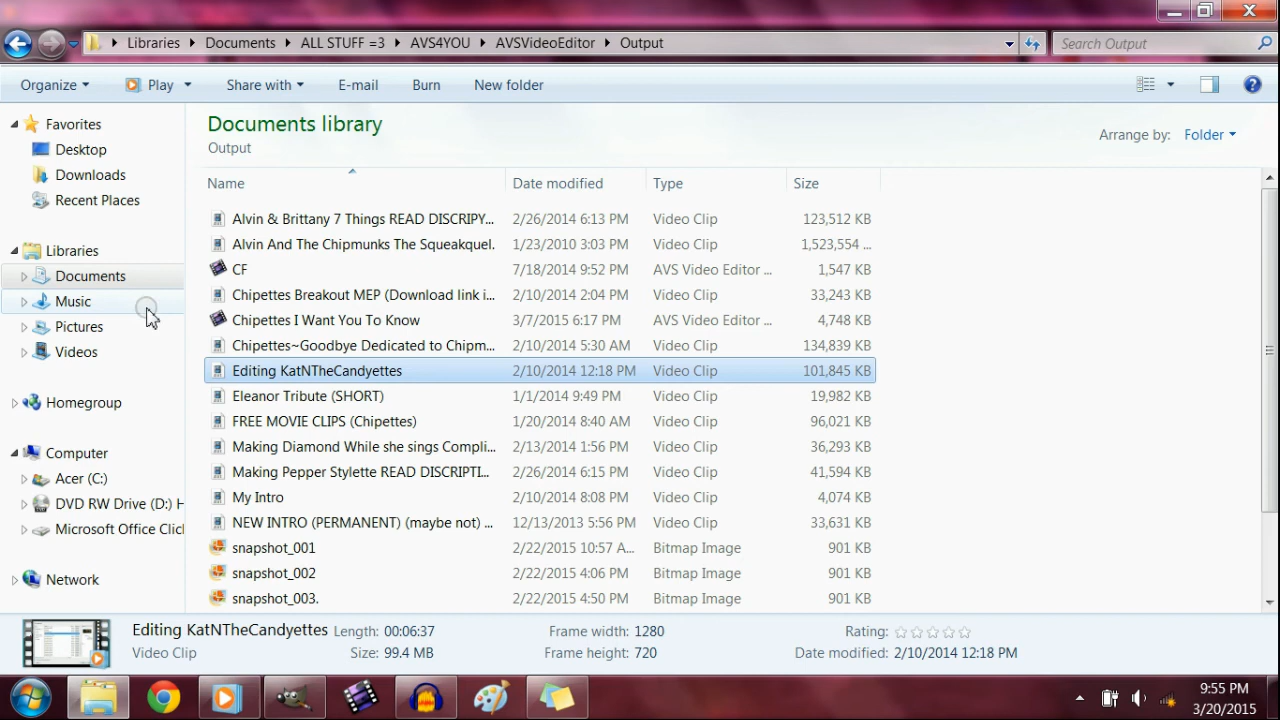 Libraries Documents ALL STUFF =3 AVS4YOU AVSVideoEditor Output Search Output
Organize Play Share with E-mail Burn New folder
Favorites
Desktop
Downloads
Recent Places
Libraries
Documents
Music
Pictures
Videos
Homegroup
Computer
Acer (C:)
DVD RW Drive (D:) H
Microsoft Office Clic
Network
Documents library
Output
Arrange by: Folder
Name Date modified Type Size
Alvin & Brittany 7 Things READ DISCRIPY... 2/26/2014 6:13 PM Video Clip 123,512 KB
Alvin And The Chipmunks The Squeakquel. 1/23/2010 3:03 PM Video Clip 1,523,554 ...
CF 7/18/2014 9:52 PM AVS Video Editor ... 1,547 KB
Chipettes Breakout MEP (Download link i... 2/10/2014 2:04 PM Video Clip 33,243 KB
Chipettes I Want You To Know 3/7/2015 6:17 PM AVS Video Editor ... 4,748 KB
Chipettes~Goodbye Dedicated to Chipm... 2/10/2014 5:30 AM Video Clip 134,839 KB
Editing KatNTheCandyettes 2/10/2014 12:18 PM Video Clip 101,845 KB
Eleanor Tribute (SHORT) 1/1/2014 9:49 PM Video Clip 19,982 KB
FREE MOVIE CLIPS (Chipettes) 1/20/2014 8:40 AM Video Clip 96,021 KB
Making Diamond While she sings Compli... 2/13/2014 1:56 PM Video Clip 36,293 KB
Making Pepper Stylette READ DISCRIPTI... 2/26/2014 6:15 PM Video Clip 41,594 KB
My Intro 2/10/2014 8:08 PM Video Clip 4,074 KB
NEW INTRO (PERMANENT) (maybe not) ... 12/13/2013 5:56 PM Video Clip 33,631 KB
snapshot_001 2/22/2015 10:57 A... Bitmap Image 901 KB
snapshot_002 2/22/2015 4:06 PM Bitmap Image 901 KB
snapshot_003. 2/22/2015 4:50 PM Bitmap Image 901 KB
Editing KatNTheCandyettes Length: 00:06:37 Frame width: 1280 Rating:
Video Clip Size: 99.4 MB Frame height: 720 Date modified: 2/10/2014 12:18 PM
9:55 PM
3/20/2015